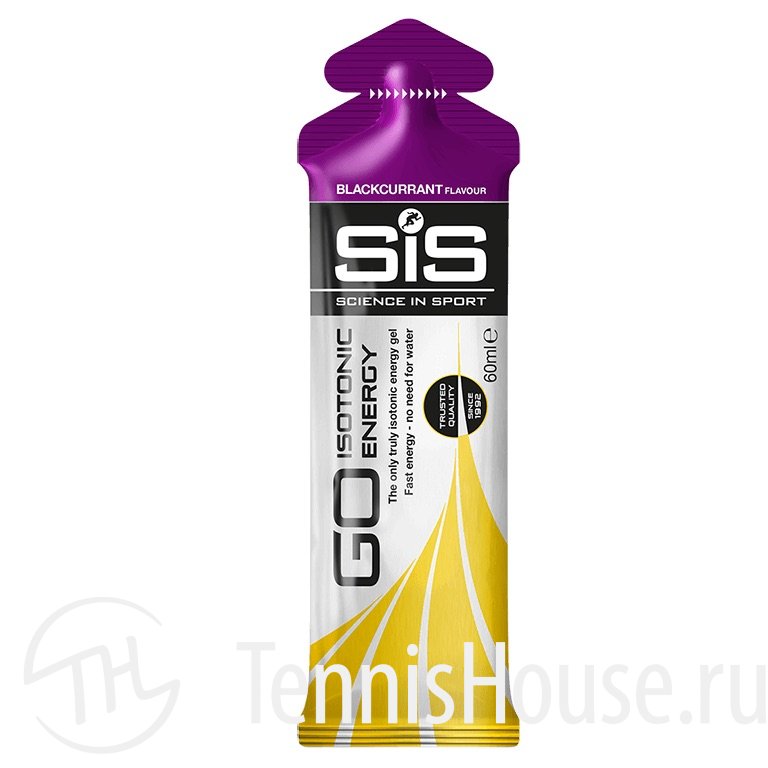 BLACKCURRANT FLAVOUR
SiS
SCIENCE IN SPORT
GO ISOTONIC
ENERGY
The only truly isotonic energy gel
Fast energy - no need for water
60ml℮
TRUSTED
QUALITY
SINCE
1992
TH
TennisHouse.ru